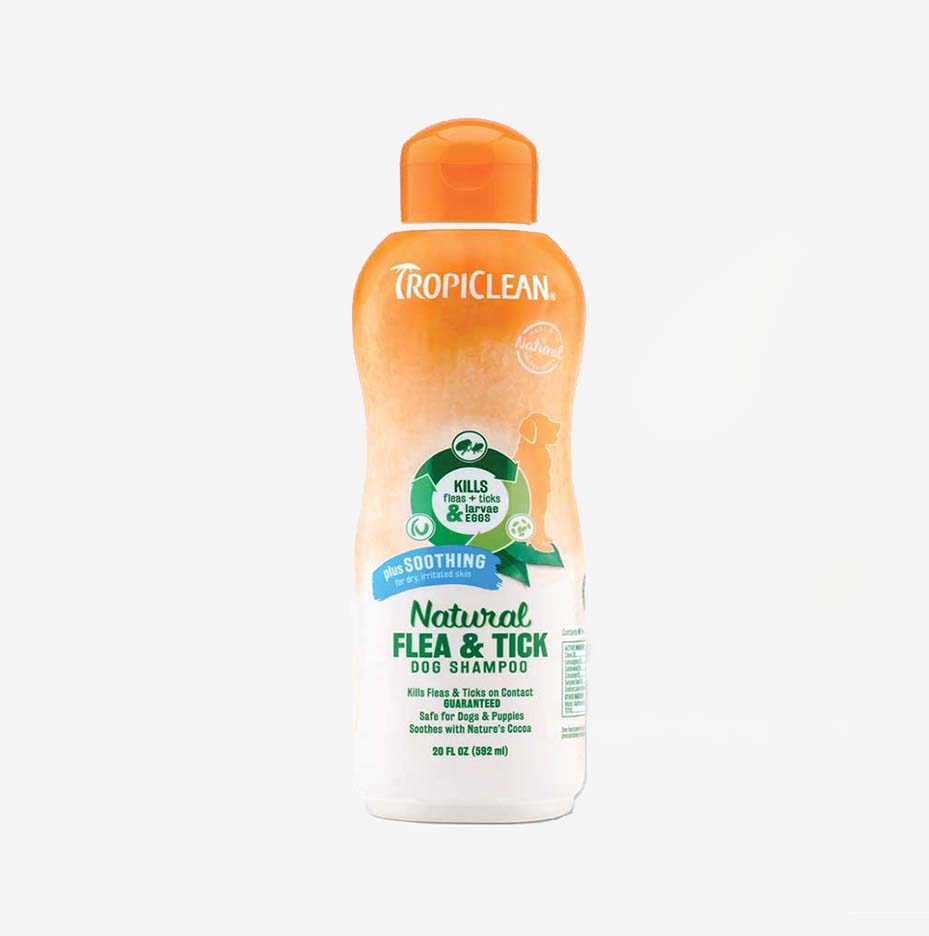 TROPICLEAN®
Natural
KILLS
fleas + ticks
& larvae
EGGS
plus SOOTHING
for dry, irritated skin
Natural
FLEA & TICK
DOG SHAMPOO
Kills Fleas & Ticks on Contact
GUARANTEED
Safe for Dogs & Puppies
Soothes with Nature's Cocoa
20 FL OZ (592 ml)